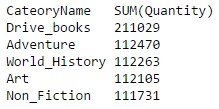 CateoryName SUM(Quantity)
Drive_books 211029
Adventure 112470
World_History 112263
Art 112105
Non_Fiction 111731